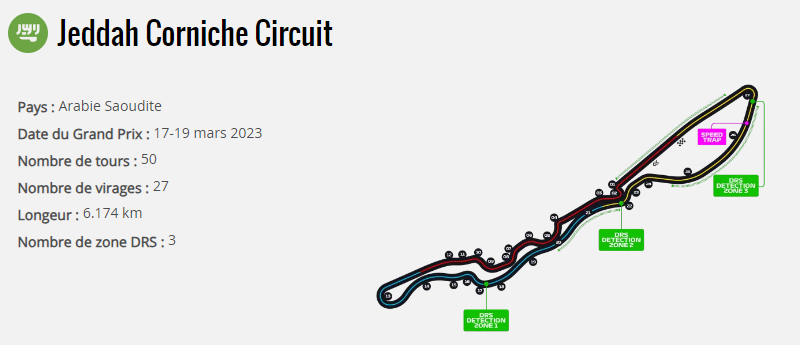 Jeddah Corniche Circuit
Pays : Arabie Saoudite
Date du Grand Prix : 17-19 mars 2023
Nombre de tours : 50
Nombre de virages : 27
Longeur : 6.174 km
Nombre de zone DRS : 3
SPEED
TRAP
DRS
DETECTION
ZONE 3
DRS
DETECTION
ZONE 2
DRS
DETECTION
ZONE 1